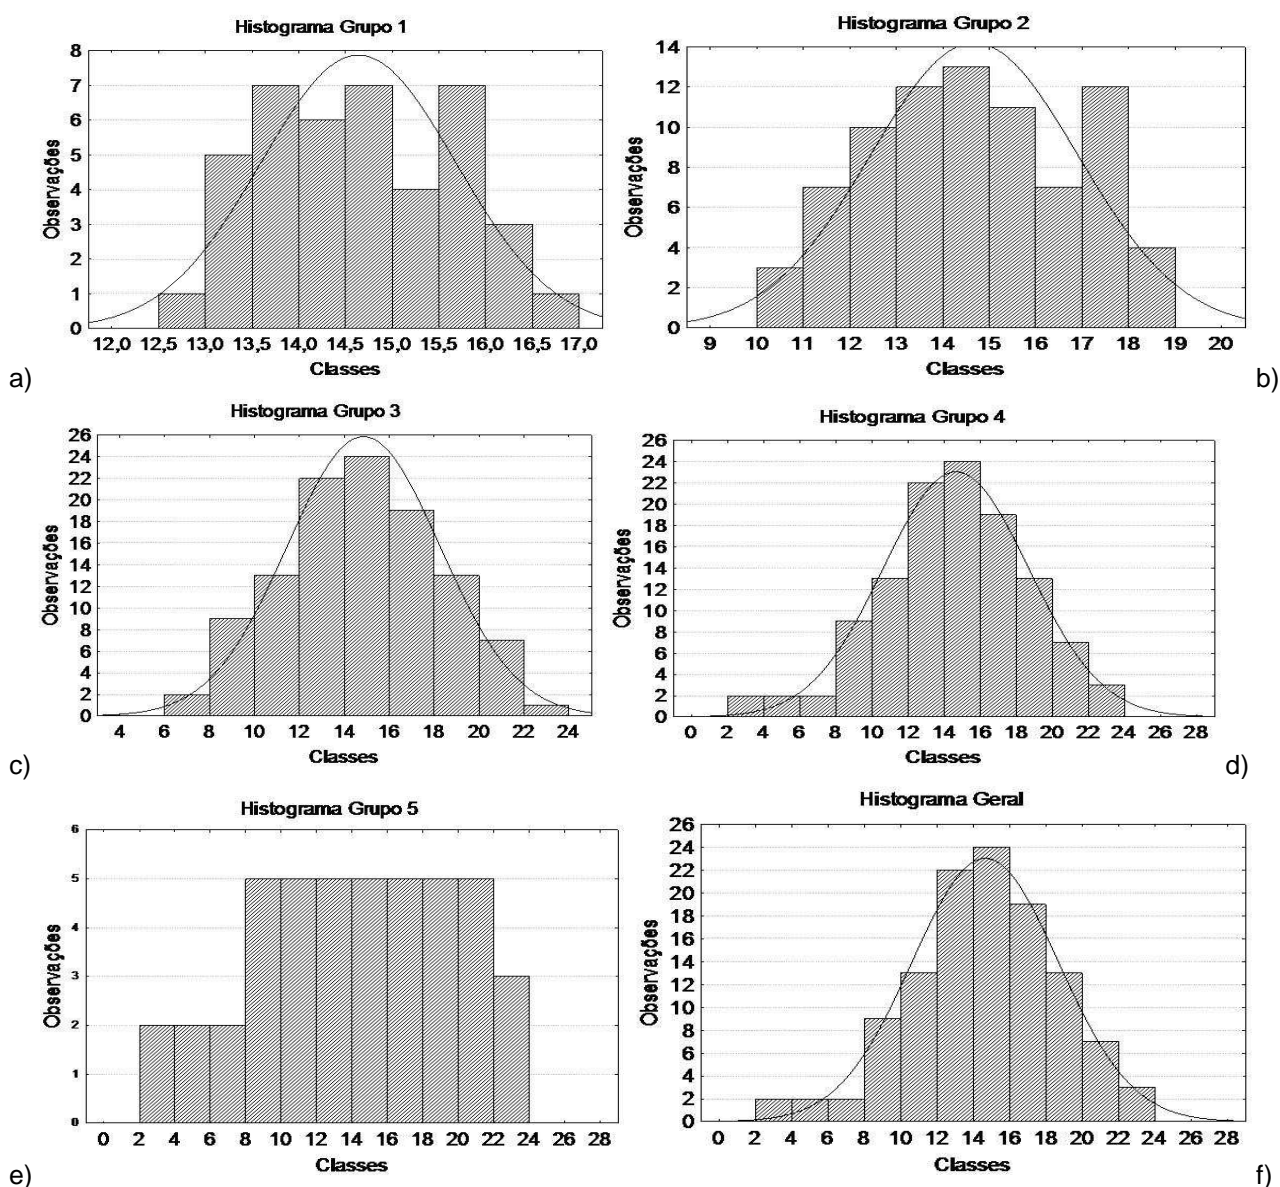 Histograma Grupo 1
8
7
6
5
4
3
2
1
0
Observações
12,0 12,5 13,0 13,5 14,0 14,5 15,0 15,5 16,0 16,5 17,0
Classes
a)
Histograma Grupo 2
14
12
10
8
6
4
2
0
Observações
9 10 11 12 13 14 15 16 17 18 19 20
Classes
b)
Histograma Grupo 3
26
24
22
20
18
16
14
12
10
8
6
4
2
0
Observações
4 6 8 10 12 14 16 18 20 22 24
Classes
c)
Histograma Grupo 4
26
24
22
20
18
16
14
12
10
8
6
4
2
0
Observações
0 2 4 6 8 10 12 14 16 18 20 22 24 26 28
Classes
d)
Histograma Grupo 5
6
5
4
3
2
1
0
Observações
0 2 4 6 8 10 12 14 16 18 20 22 24 26 28
Classes
e)
Histograma Geral
26
24
22
20
18
16
14
12
10
8
6
4
2
0
Observações
0 2 4 6 8 10 12 14 16 18 20 22 24 26 28
Classes
f)